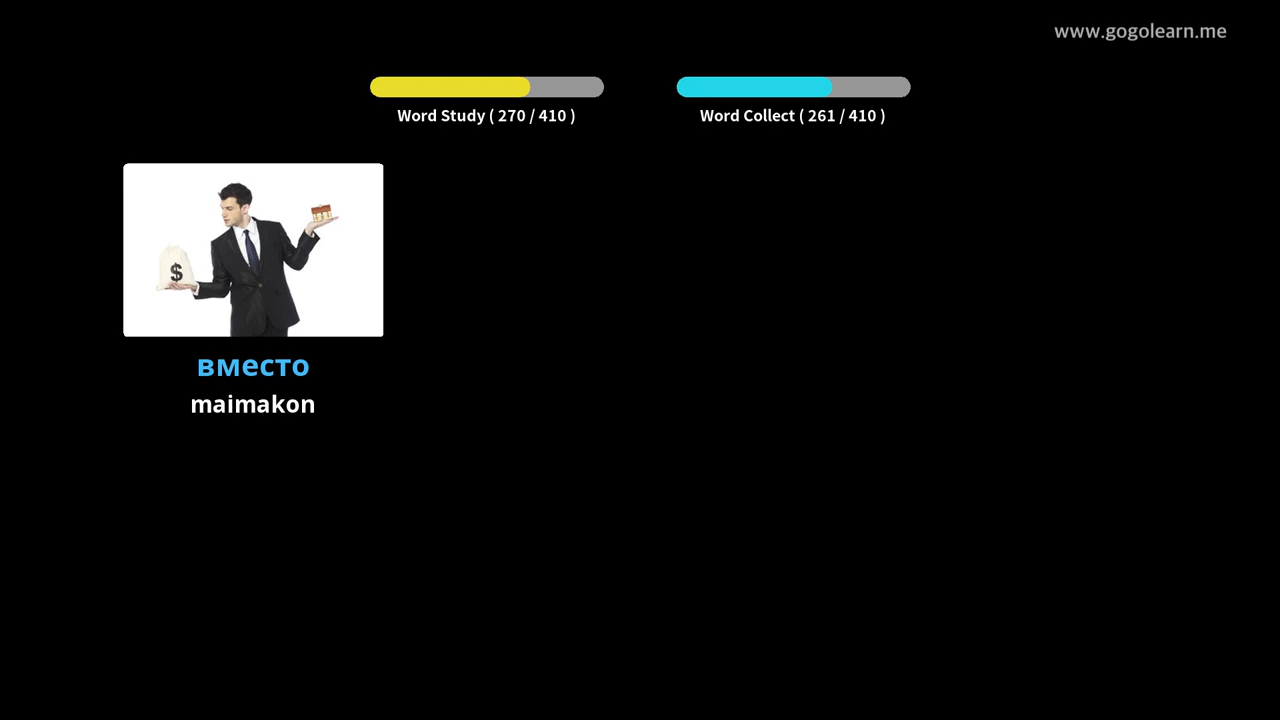 www.gogolearn.me
Word Study ( 270 / 410 )
Word Collect ( 261 / 410 )
$
вместо
maimakon